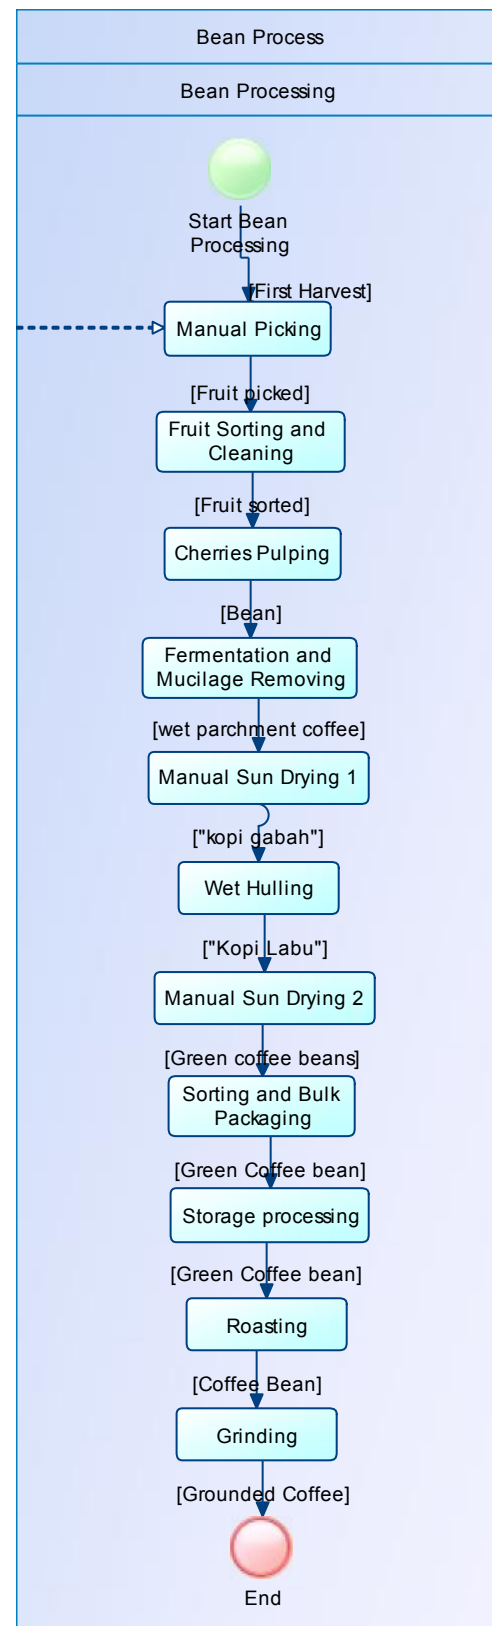 Bean Process
Bean Processing
Start Bean
Processing
[First Harvest]
Manual Picking
[Fruit picked]
Fruit Sorting and
Cleaning
[Fruit sorted]
Cherries Pulping
[Bean]
Fermentation and
Mucilage Removing
[wet parchment coffee]
Manual Sun Drying 1
["kopi gabah"]
Wet Hulling
["Kopi Labu"]
Manual Sun Drying 2
[Green coffee beans]
Sorting and Bulk
Packaging
[Green Coffee bean]
Storage processing
[Green Coffee bean]
Roasting
[Coffee Bean]
Grinding
[Grounded Coffee]
End